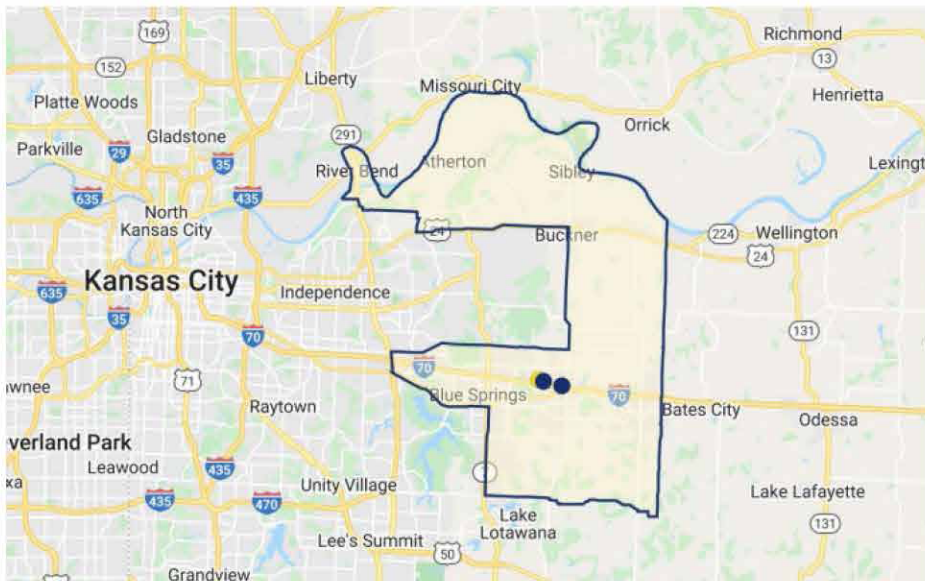 169
Richmond
13
152
Liberty
Missouri City
Henrietta
Platte Woods
Orrick
Gladstone
291
Parkville
29
35
River Bend
Atherton
Sibley
Lexington
635
435
North
Kansas City
24
Buckner
224
Wellington
24
Kansas City
635
Independence
35
70
131
71
70
Blue Springs
70
awnee
Raytown
Bates City
Odessa
verland Park
Leawood
435
xa
Unity Village
435
470
Lake Lafayette
Lake
Lotawana
131
Lee's Summit
50
Grandview